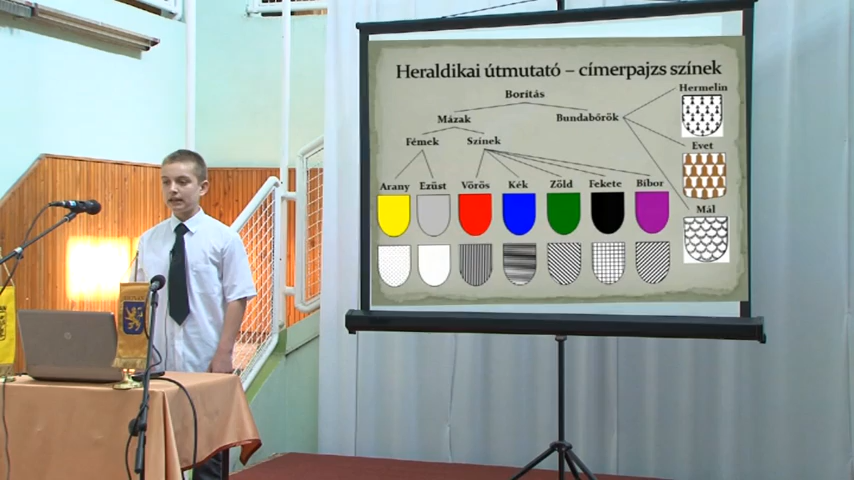 Heraldikai útmutató – címerpajzs színek
Borítás
Hermelin
Mázak
Bundabőrök
Fémek
Színek
Evet
Arany
Ezüst
Vörös
Kék
Zöld
Fekete
Bíbor
Mál